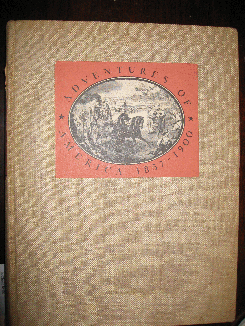 ADVENTURES OF
AMERICA 1857-1900